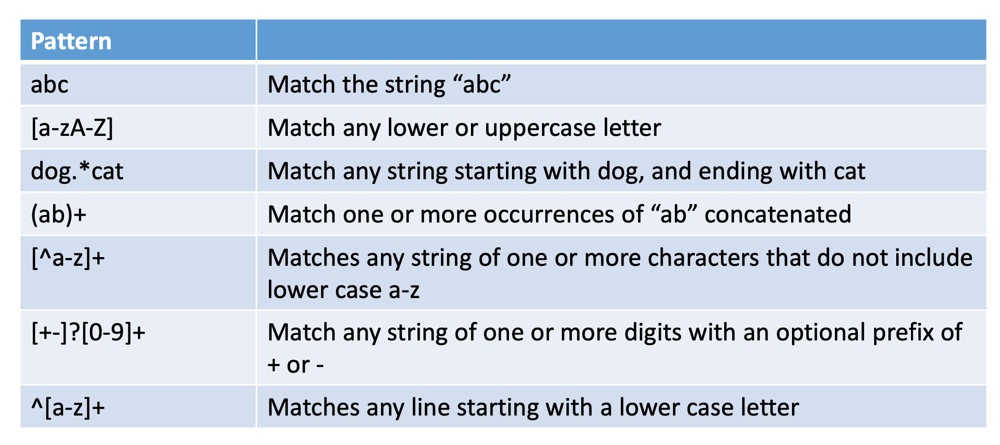 Pattern
abc
Match the string “abc”
[a-zA-Z]
Match any lower or uppercase letter
dog.*cat
Match any string starting with dog, and ending with cat
(ab)+
Match one or more occurrences of “ab” concatenated
[^a-z]+
Matches any string of one or more characters that do not include
lower case a-z
[+-]?[0-9]+
Match any string of one or more digits with an optional prefix of
+ or -
^[a-z]+
Matches any line starting with a lower case letter